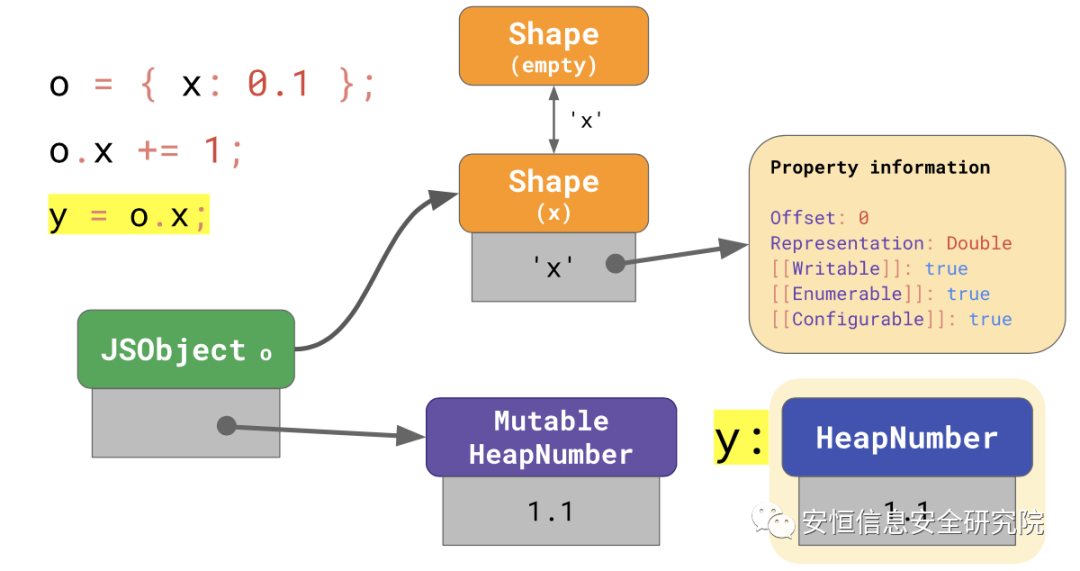 o = { x: 0.1 };
o.x += 1;
y = o.x;
Shape
(empty)
'x'
Shape
(x)
'x'
Property information
Offset: 0
Representation: Double
[[Writable]]: true
[[Enumerable]]: true
[[Configurable]]: true
JSObject o
Mutable
HeapNumber
1.1
y:
HeapNumber
1.1
安恒信息安全研究院